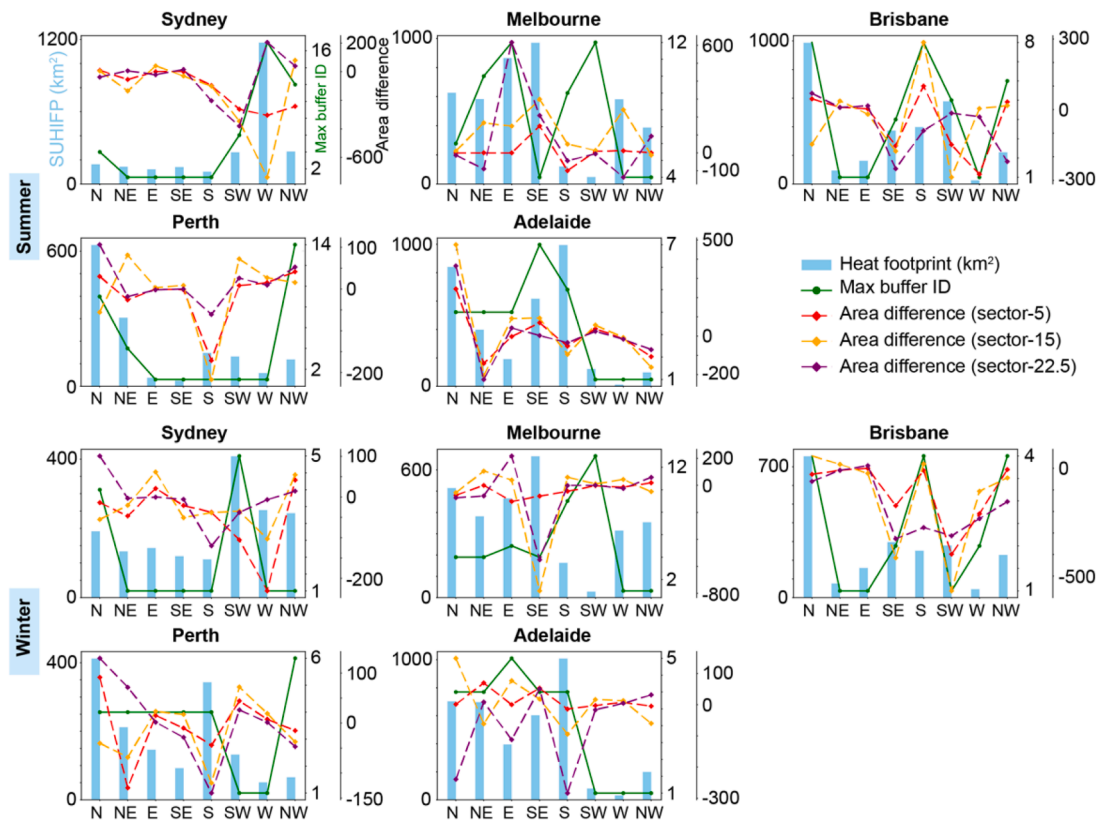 Sydney
Melbourne
Brisbane
1200
0
SUHIFP (km²)
16
2
Max buffer ID
200
0
-600
Area difference
1000
0
12
4
600
0
-100
1000
0
8
1
300
0
-300
N NE E SE S SW W NW
N NE E SE S SW W NW
N NE E SE S SW W NW
Summer
Perth
Adelaide
600
0
14
2
100
0
-200
1000
0
7
1
500
0
-200
N NE E SE S SW W NW
N NE E SE S SW W NW
Heat footprint (km²)
Max buffer ID
Area difference (sector-5)
Area difference (sector-15)
Area difference (sector-22.5)
Sydney
Melbourne
Brisbane
400
0
5
1
100
0
-200
600
0
12
2
200
0
-800
700
0
4
1
0
-500
N NE E SE S SW W NW
N NE E SE S SW W NW
N NE E SE S SW W NW
Winter
Perth
Adelaide
400
0
6
1
100
0
-150
1000
0
5
1
100
0
-300
N NE E SE S SW W NW
N NE E SE S SW W NW